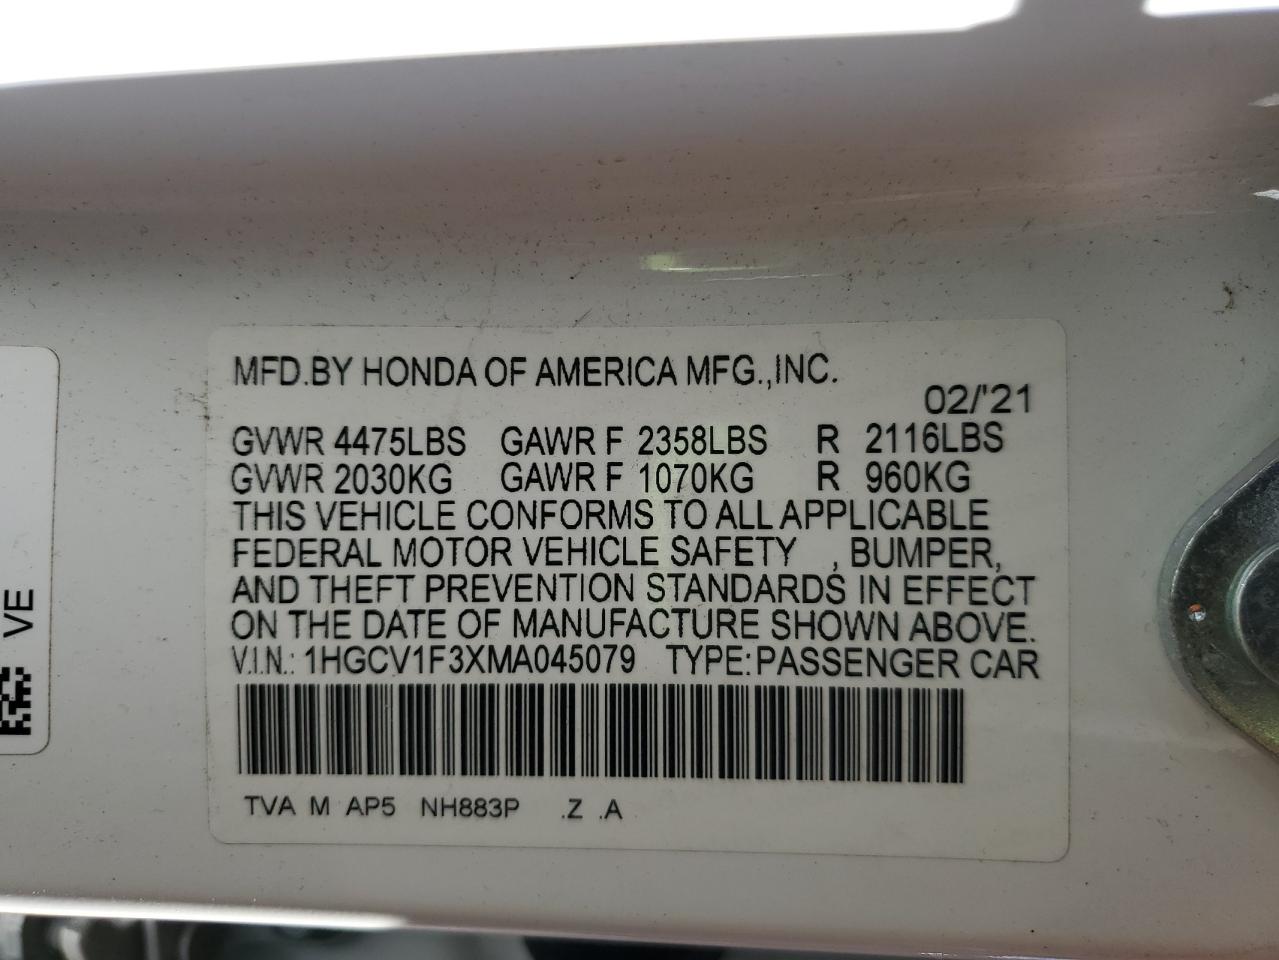 MFD.BY HONDA OF AMERICA MFG.,INC.
02/'21
GVWR 4475LBS GAWR F 2358LBS R 2116LBS
GVWR 2030KG GAWR F 1070KG R 960KG
THIS VEHICLE CONFORMS TO ALL APPLICABLE
FEDERAL MOTOR VEHICLE SAFETY , BUMPER,
AND THEFT PREVENTION STANDARDS IN EFFECT
ON THE DATE OF MANUFACTURE SHOWN ABOVE.
V.I.N.: 1HGCV1F3XMA045079 TYPE:PASSENGER CAR
TVA M AP5 NH883P .Z .A
VE